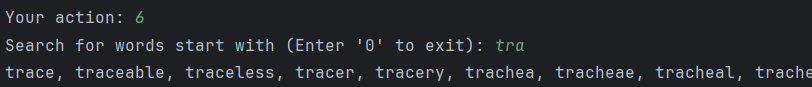 Your action: 6
Search for words start with (Enter '0' to exit): tra
trace, traceable, traceless, tracer, tracery, trachea, tracheae, tracheal, trache